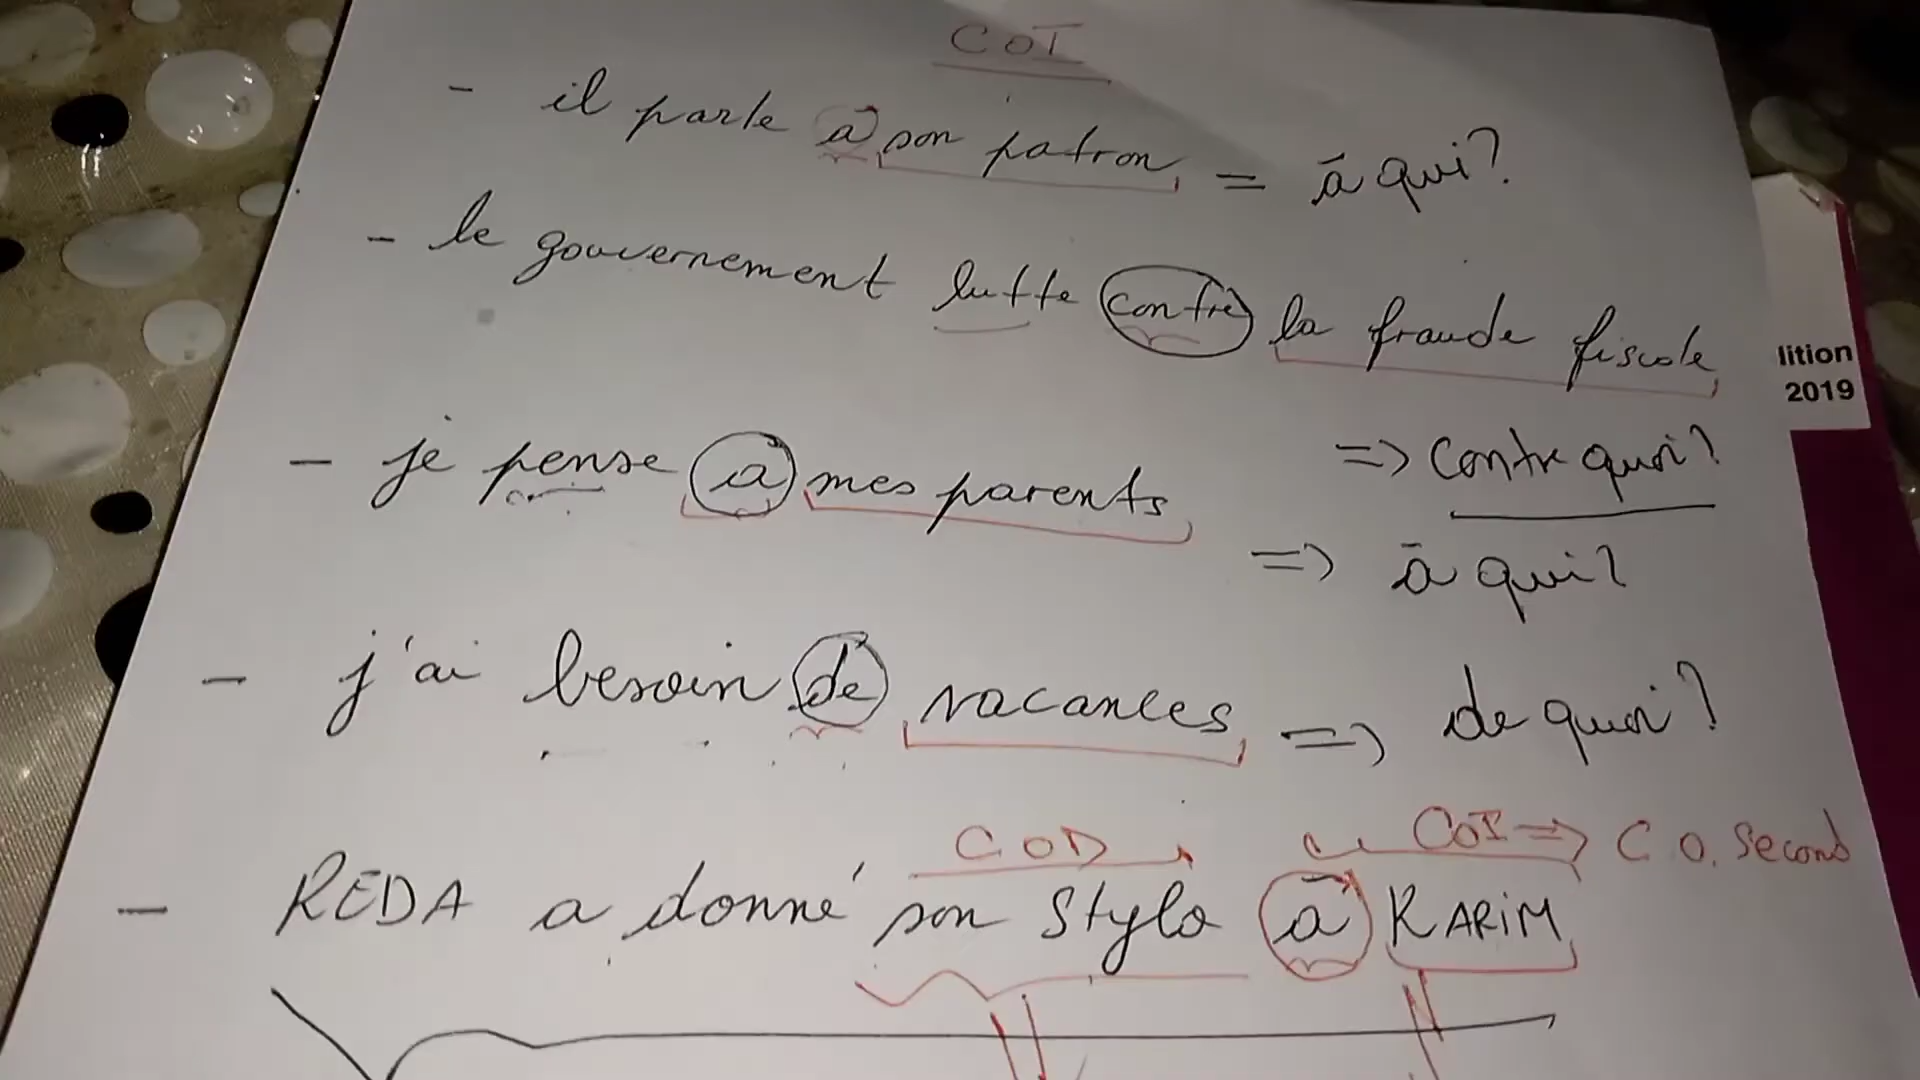 COI
- il parle à son patron = à qui?
- le gouvernement lutte contre la fraude fiscale
=> Contre quoi?
- je pense à mes parents => à qui?
- j'ai besoin de vacances => de quoi?
COD COI => C O. Second
- REDA a donné son Stylo à KARIM
lition
2019